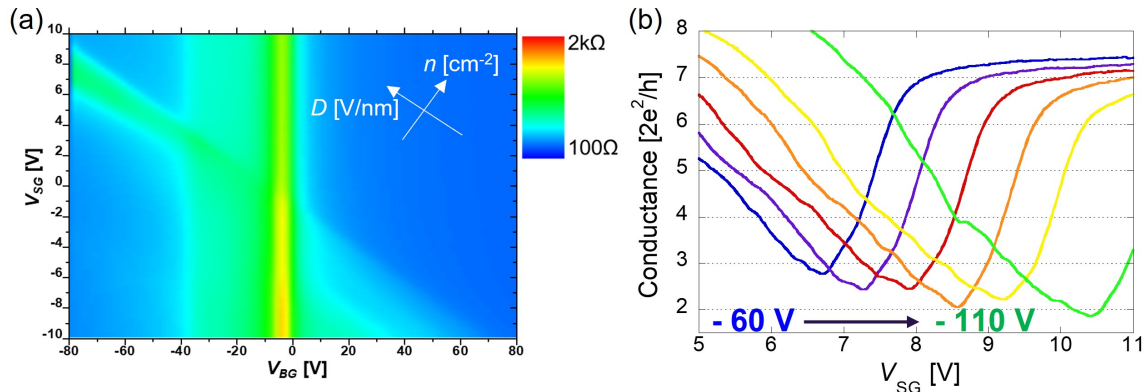 (a)
10
8
6
4
2
0
-2
-4
-6
-8
-10
V_SG [V]
-80 -60 -40 -20 0 20 40 60 80
V_BG [V]
n [cm⁻²]
D [V/nm]
2kΩ
100Ω
(b)
8
7
6
5
4
3
2
Conductance [2e²/h]
- 60 V - 110 V
5 6 7 8 9 10 11
V_SG [V]